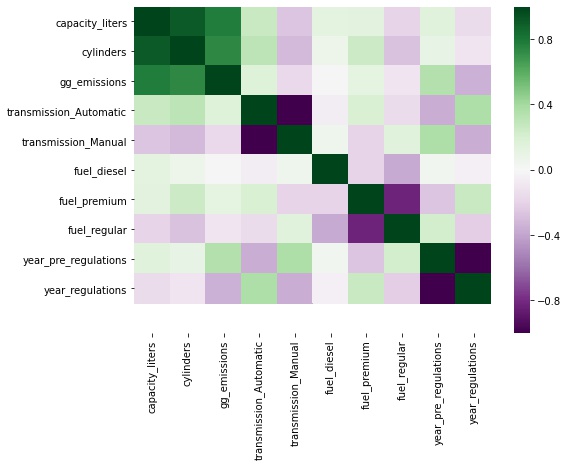 capacity_liters
cylinders
gg_emissions
transmission_Automatic
transmission_Manual
fuel_diesel
fuel_premium
fuel_regular
year_pre_regulations
year_regulations
capacity_liters
cylinders
gg_emissions
transmission_Automatic
transmission_Manual
fuel_diesel
fuel_premium
fuel_regular
year_pre_regulations
year_regulations
0.8
0.4
0.0
−0.4
−0.8